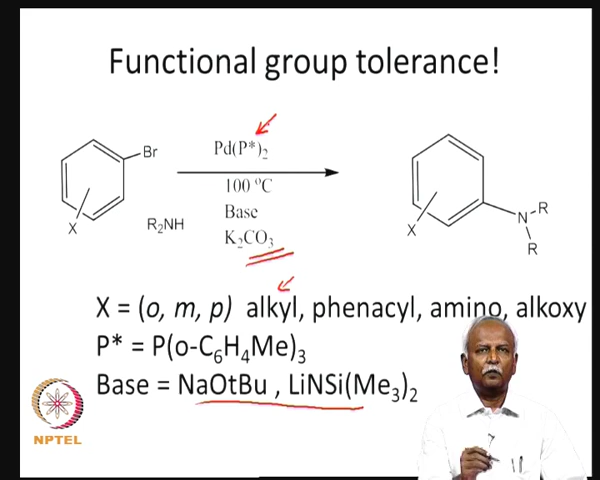 Functional group tolerance!
Br
Pd(P*)₂
100 ºC
Base
K₂CO₃
X
R₂NH
X
N-R
R
X = (o, m, p) alkyl, phenacyl, amino, alkoxy
P* = P(o-C₆H₄Me)₃
Base = NaOtBu , LiNSi(Me₃)₂
NPTEL